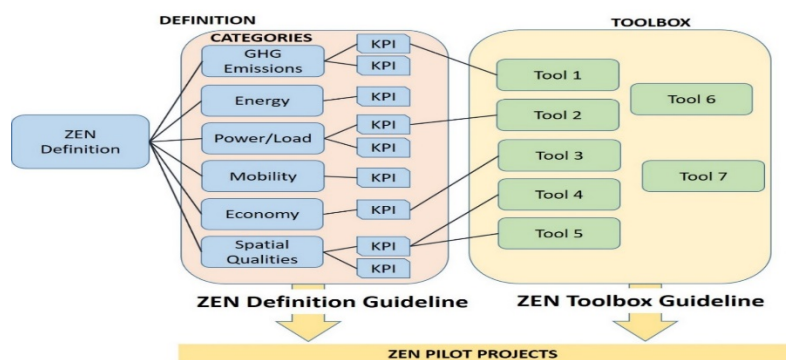 DEFINITION
TOOLBOX
CATEGORIES
GHG
Emissions
KPI
KPI
Energy
KPI
Power/Load
KPI
KPI
Mobility
KPI
Economy
KPI
Spatial
Qualities
KPI
KPI
ZEN
Definition
Tool 1
Tool 2
Tool 3
Tool 4
Tool 5
Tool 6
Tool 7
ZEN Definition Guideline
ZEN Toolbox Guideline
ZEN PILOT PROJECTS